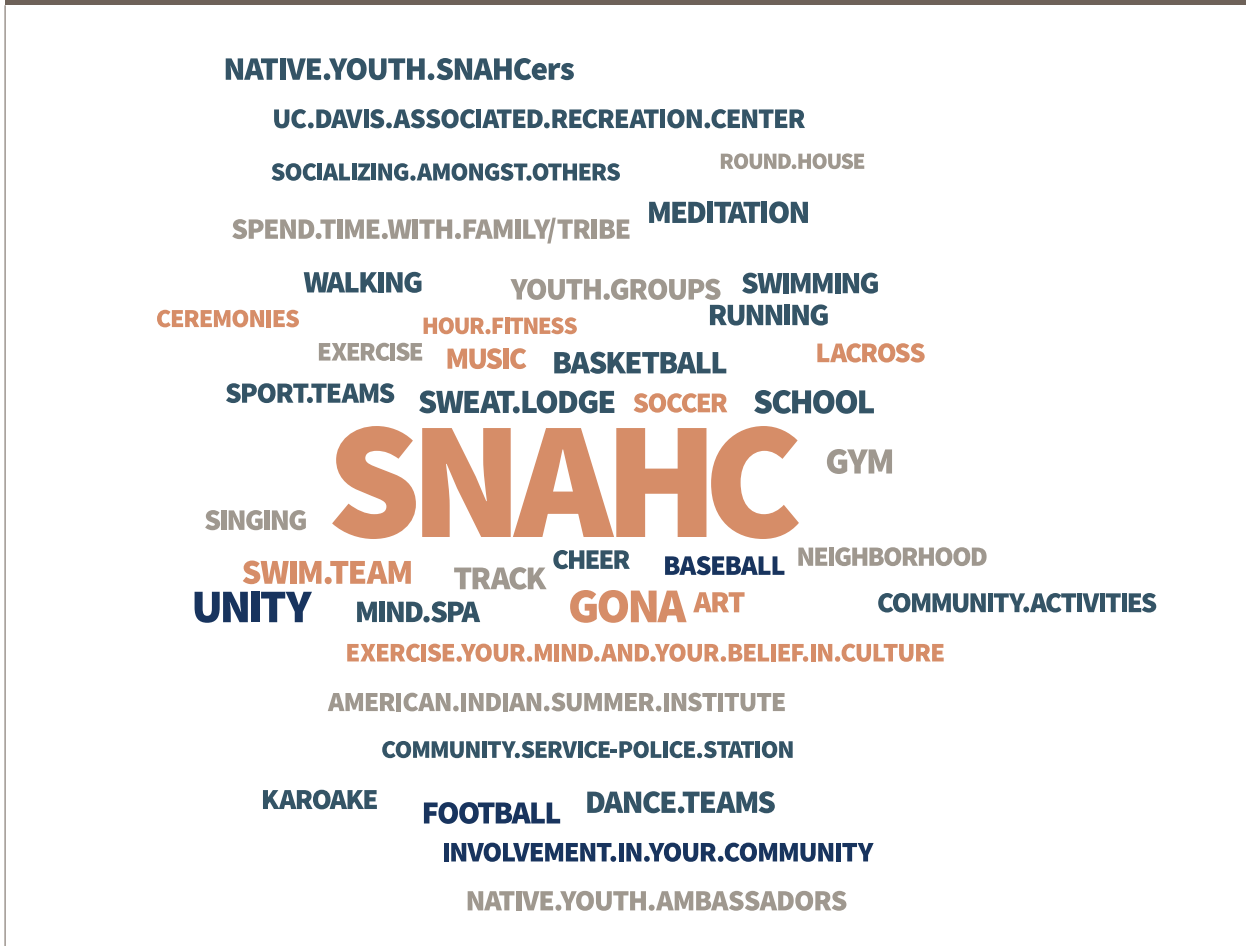 NATIVE.YOUTH.SNAHCers
UC.DAVIS.ASSOCIATED.RECREATION.CENTER
ROUND.HOUSE
SOCIALIZING.AMONGST.OTHERS
MEDITATION
SPEND.TIME.WITH.FAMILY/TRIBE
WALKING
YOUTH.GROUPS
SWIMMING
CEREMONIES
HOUR.FITNESS
RUNNING
EXERCISE
MUSIC
BASKETBALL
LACROSS
SPORT.TEAMS
SWEAT.LODGE
SOCCER
SCHOOL
SNAHC
GYM
SINGING
SWIM.TEAM
TRACK
CHEER
BASEBALL
NEIGHBORHOOD
UNITY
MIND.SPA
GONA
ART
COMMUNITY.ACTIVITIES
EXERCISE.YOUR.MIND.AND.YOUR.BELIEF.IN.CULTURE
AMERICAN.INDIAN.SUMMER.INSTITUTE
COMMUNITY.SERVICE-POLICE.STATION
KAROAKE
FOOTBALL
DANCE.TEAMS
INVOLVEMENT.IN.YOUR.COMMUNITY
NATIVE.YOUTH.AMBASSADORS